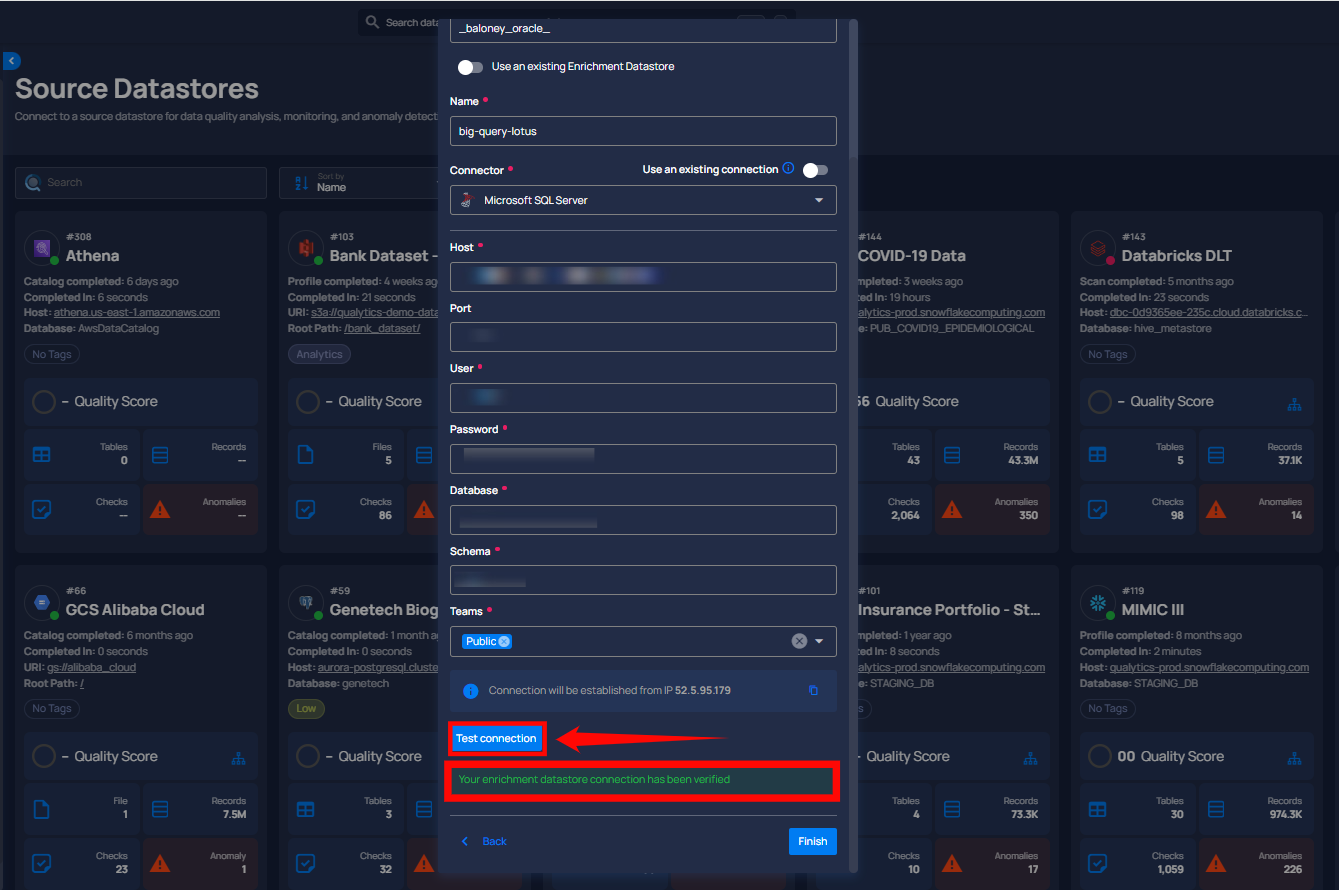 Search data
Source Datastores
Connect to a source datastore for data quality analysis, monitoring, and anomaly detect
Search
Sort by
Name
#308
Athena
Catalog completed: 6 days ago
Completed In: 6 seconds
Host: athena.us-east-1.amazonaws.com
Database: AwsDataCatalog
No Tags
– Quality Score
Tables
0
Records
--
Checks
--
Anomalies
--
#103
Bank Dataset -
Profile completed: 4 weeks ag
Completed In: 21 seconds
URI: s3a://qualytics-demo-data
Root Path: /bank_dataset/
Analytics
– Quality Score
Files
5
Checks
86
_baloney_oracle_
Use an existing Enrichment Datastore
Name *
big-query-lotus
Connector *
Use an existing connection
Microsoft SQL Server
Host *
Port
User *
Password *
Database *
Schema *
Teams *
Public
Connection will be established from IP 52.5.95.179
Test connection
Your enrichment datastore connection has been verified
Back
Finish
#144
COVID-19 Data
mpleted: 3 weeks ago
ed In: 19 hours
alytics-prod.snowflakecomputing.com
e: PUB_COVID19_EPIDEMIOLOGICAL
56 Quality Score
Tables
43
Records
43.3M
Checks
2,064
Anomalies
350
#143
Databricks DLT
Scan completed: 5 months ago
Completed In: 23 seconds
Host: dbc-0d9365ee-235c.cloud.databricks.c...
Database: hive_metastore
No Tags
– Quality Score
Tables
5
Records
37.1K
Checks
98
Anomalies
14
#66
GCS Alibaba Cloud
Catalog completed: 6 months ago
Completed In: 0 seconds
URI: gs://alibaba_cloud
Root Path: /
No Tags
– Quality Score
File
1
Records
7.5M
Checks
23
Anomaly
1
#59
Genetech Biog
Catalog completed: 1 month a
Completed In: 0 seconds
Host: aurora-postgresql.cluste
Database: genetech
Low
– Quality Score
Tables
3
Checks
32
#101
Insurance Portfolio - St...
mpleted: 1 year ago
ed In: 8 seconds
alytics-prod.snowflakecomputing.com
e: STAGING_DB
s
Quality Score
Tables
4
Records
73.3K
Checks
10
Anomalies
17
#119
MIMIC III
Profile completed: 8 months ago
Completed In: 2 minutes
Host: qualytics-prod.snowflakecomputing.com
Database: STAGING_DB
No Tags
00 Quality Score
Tables
30
Records
974.3K
Checks
1,059
Anomalies
226